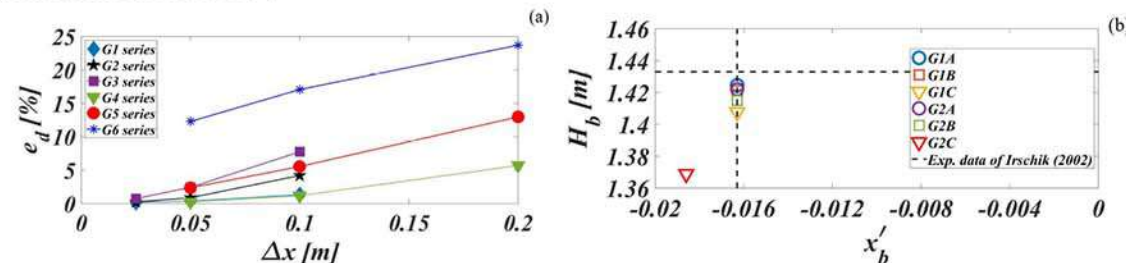 (a)
25
20
15
10
5
0
e_d [%]
G1 series
G2 series
G3 series
G4 series
G5 series
G6 series
0 0.05 0.1 0.15 0.2
Δx [m]
(b)
1.46
1.44
1.42
1.4
1.38
1.36
H_b [m]
G1A
G1B
G1C
G2A
G2B
G2C
Exp. data of Irschik (2002)
-0.02 -0.016 -0.012 -0.008 -0.004 0
x'_b